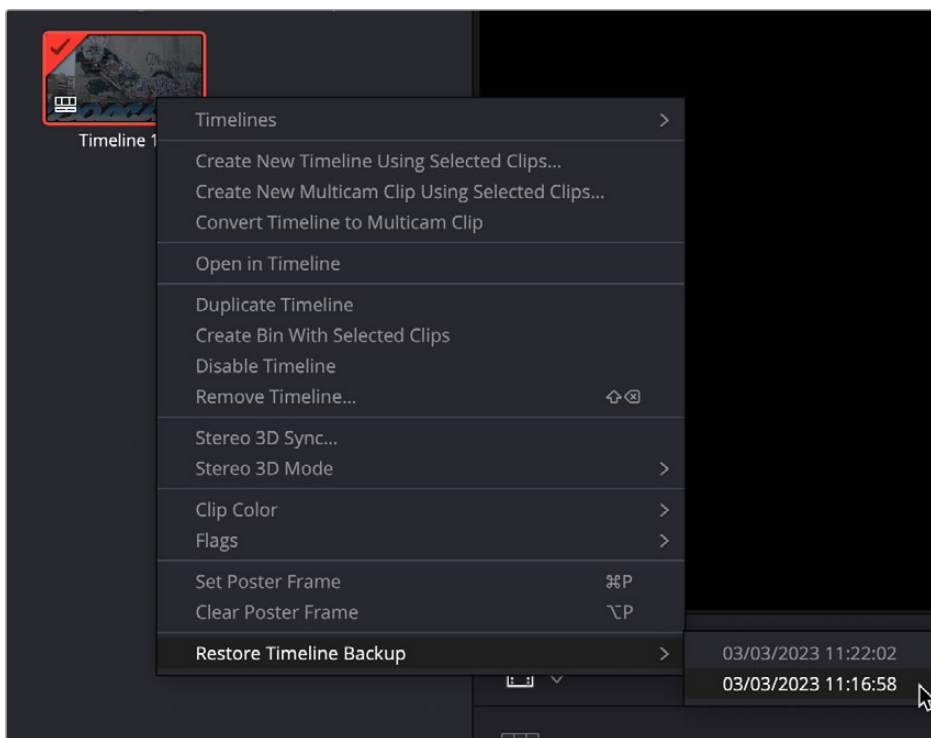 Timeline 1
Timelines
Create New Timeline Using Selected Clips...
Create New Multicam Clip Using Selected Clips...
Convert Timeline to Multicam Clip
Open in Timeline
Duplicate Timeline
Create Bin With Selected Clips
Disable Timeline
Remove Timeline...
Stereo 3D Sync...
Stereo 3D Mode
Clip Color
Flags
Set Poster Frame ⌘P
Clear Poster Frame ⌥P
Restore Timeline Backup
03/03/2023 11:22:02
03/03/2023 11:16:58